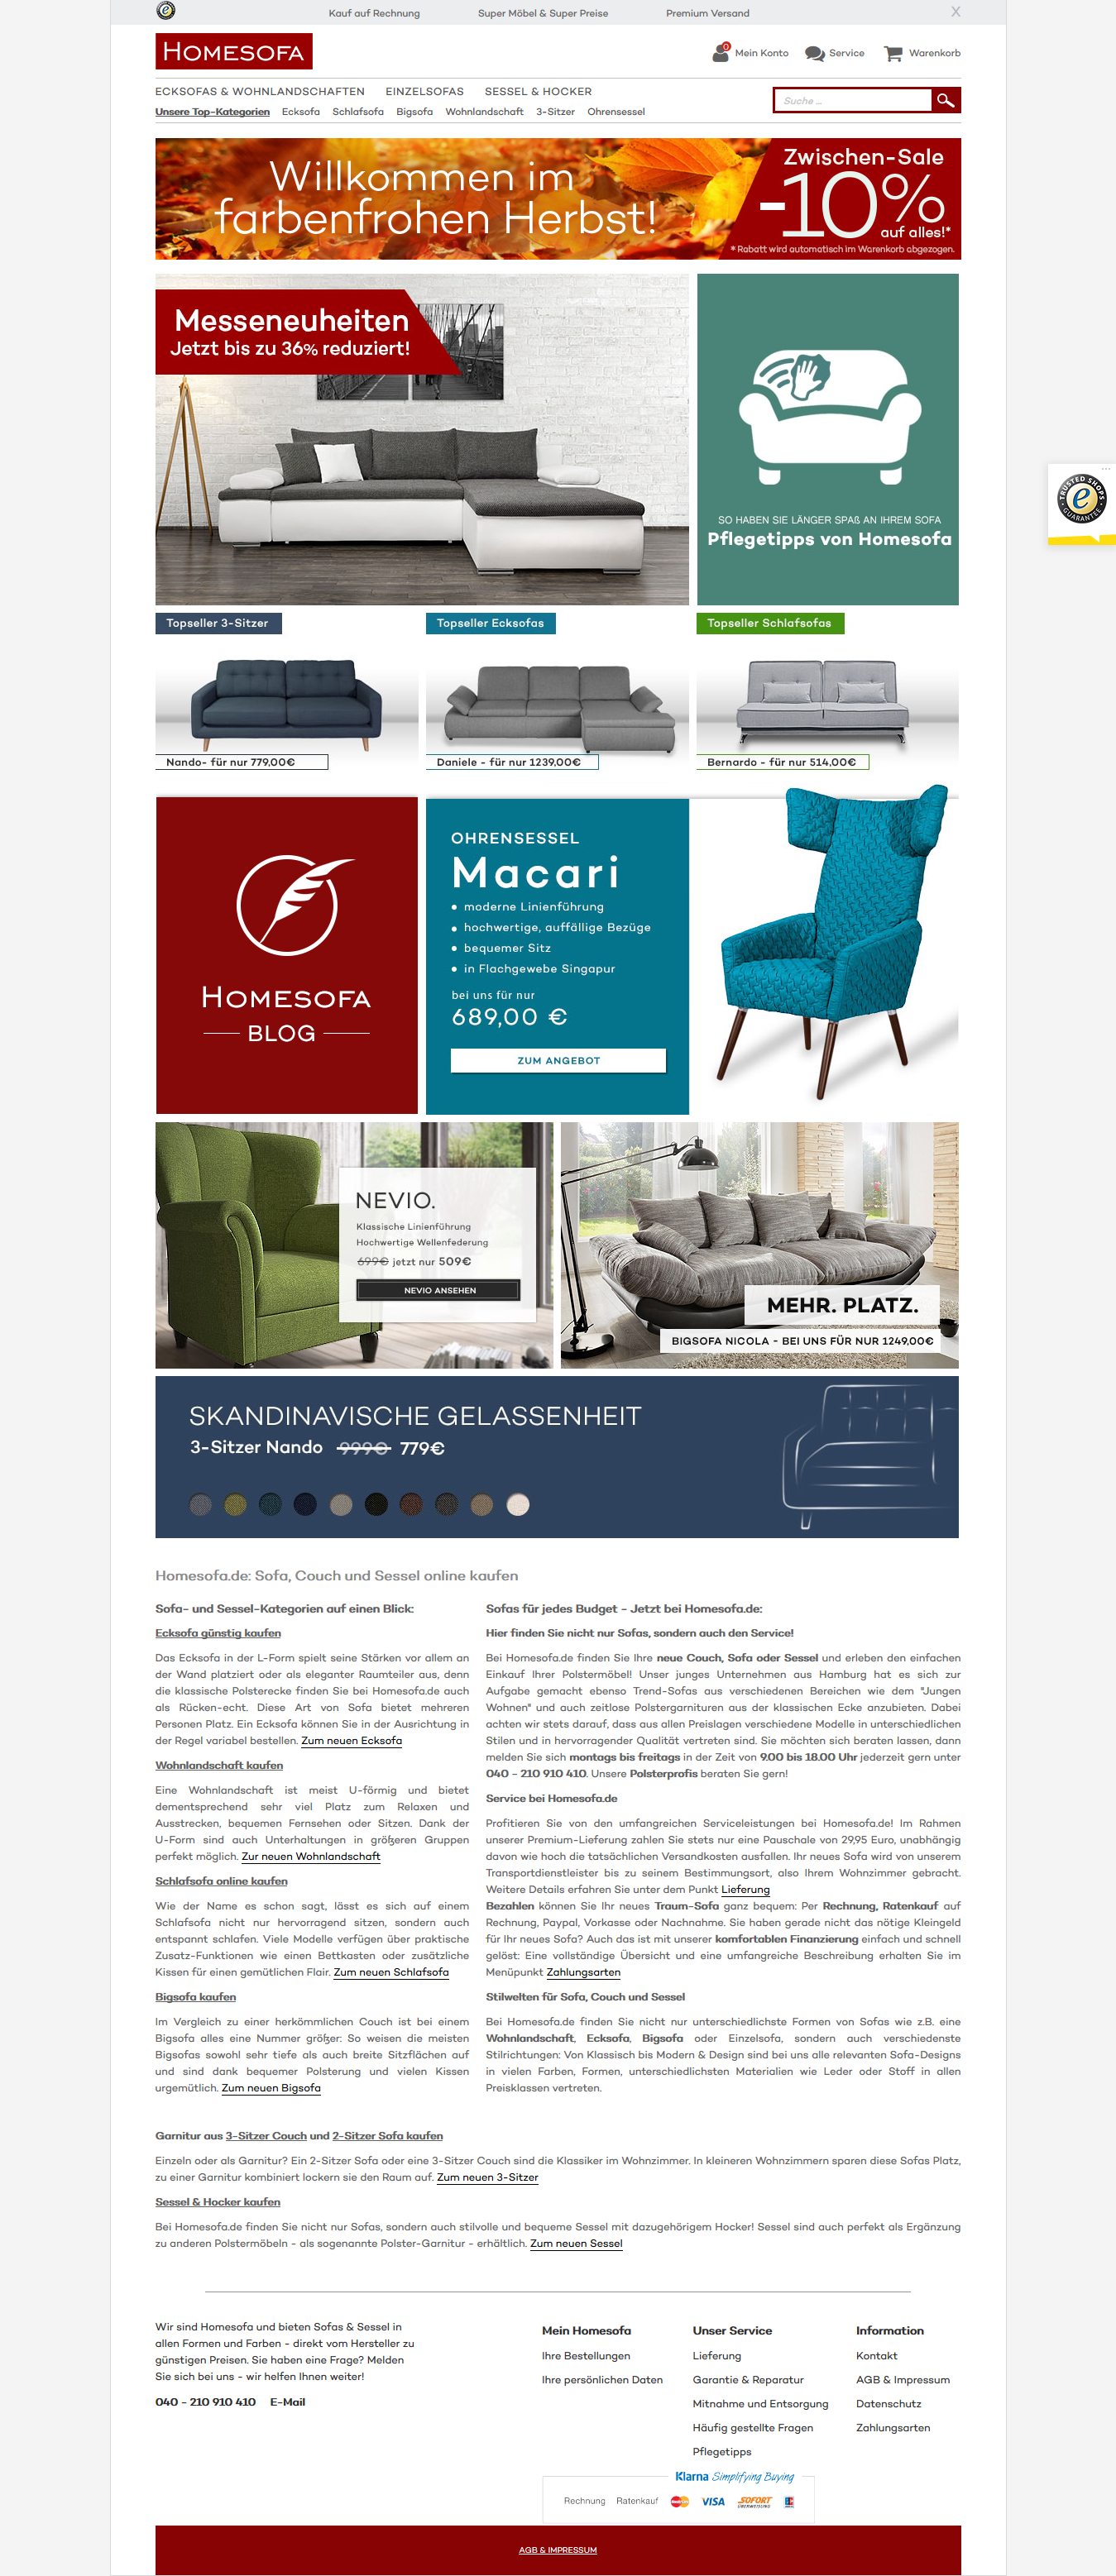 Kauf auf Rechnung Super Möbel & Super Preise Premium Versand X
HOMESOFA
0
Mein Konto Service Warenkorb
ECKSOFAS & WOHNLANDSCHAFTEN EINZELSOFAS SESSEL & HOCKER
Suche ...
Unsere Top-Kategorien Ecksofa Schlafsofa Bigsofa Wohnlandschaft 3-Sitzer Ohrensessel
Willkommen im
farbenfrohen Herbst!
Zwischen-Sale
-10%
auf alles!*
* Rabatt wird automatisch im Warenkorb abgezogen.
Messeneuheiten
Jetzt bis zu 36% reduziert!
SO HABEN SIE LÄNGER SPAß AN IHREM SOFA
Pflegetipps von Homesofa
TRUSTED SHOPS
e
GUARANTEE
Topseller 3-Sitzer
Topseller Ecksofas
Topseller Schlafsofas
Nando- für nur 779,00€
Daniele - für nur 1239,00€
Bernardo - für nur 514,00€
HOMESOFA
BLOG
OHRENSESSEL
Macari
• moderne Linienführung
• hochwertige, auffällige Bezüge
• bequemer Sitz
• in Flachgewebe Singapur
bei uns für nur
689,00 €
ZUM ANGEBOT
NEVIO.
Klassische Linienführung
Hochwertige Wellenfederung
699€ jetzt nur 509€
NEVIO ANSEHEN
MEHR. PLATZ.
BIGSOFA NICOLA - BEI UNS FÜR NUR 1249,00€
SKANDINAVISCHE GELASSENHEIT
3-Sitzer Nando 999€ 779€
Homesofa.de: Sofa, Couch und Sessel online kaufen
Sofa- und Sessel-Kategorien auf einen Blick:
Ecksofa günstig kaufen
Das Ecksofa in der L-Form spielt seine Stärken vor allem an
der Wand platziert oder als eleganter Raumteiler aus, denn
die klassische Polsterecke finden Sie bei Homesofa.de auch
als Rücken-echt. Diese Art von Sofa bietet mehreren
Personen Platz. Ein Ecksofa können Sie in der Ausrichtung in
der Regel variabel bestellen. Zum neuen Ecksofa
Wohnlandschaft kaufen
Eine Wohnlandschaft ist meist U-förmig und bietet
dementsprechend sehr viel Platz zum Relaxen und
Ausstrecken, bequemen Fernsehen oder Sitzen. Dank der
U-Form sind auch Unterhaltungen in größeren Gruppen
perfekt möglich. Zur neuen Wohnlandschaft
Schlafsofa online kaufen
Wie der Name es schon sagt, lässt es sich auf einem
Schlafsofa nicht nur hervorragend sitzen, sondern auch
entspannt schlafen. Viele Modelle verfügen über praktische
Zusatz-Funktionen wie einen Bettkasten oder zusätzliche
Kissen für einen gemütlichen Flair. Zum neuen Schlafsofa
Bigsofa kaufen
Im Vergleich zu einer herkömmlichen Couch ist bei einem
Bigsofa alles eine Nummer größer: So weisen die meisten
Bigsofas sowohl sehr tiefe als auch breite Sitzflächen auf
und sind dank bequemer Polsterung und vielen Kissen
urgemütlich. Zum neuen Bigsofa
Sofas für jedes Budget - Jetzt bei Homesofa.de:
Hier finden Sie nicht nur Sofas, sondern auch den Service!
Bei Homesofa.de finden Sie Ihre neue Couch, Sofa oder Sessel und erleben den einfachen
Einkauf Ihrer Polstermöbel! Unser junges Unternehmen aus Hamburg hat es sich zur
Aufgabe gemacht ebenso Trend-Sofas aus verschiedenen Bereichen wie dem "Jungen
Wohnen" und auch zeitlose Polstergarnituren aus der klassischen Ecke anzubieten. Dabei
achten wir stets darauf, dass aus allen Preislagen verschiedene Modelle in unterschiedlichen
Stilen und in hervorragender Qualität vertreten sind. Sie möchten sich beraten lassen, dann
melden Sie sich montags bis freitags in der Zeit von 9.00 bis 18.00 Uhr jederzeit gern unter
040 - 210 910 410. Unsere Polsterprofis beraten Sie gern!
Service bei Homesofa.de
Profitieren Sie von den umfangreichen Serviceleistungen bei Homesofa.de! Im Rahmen
unserer Premium-Lieferung zahlen Sie stets nur eine Pauschale von 29,95 Euro, unabhängig
davon wie hoch die tatsächlichen Versandkosten ausfallen. Ihr neues Sofa wird von unserem
Transportdienstleister bis zu seinem Bestimmungsort, also Ihrem Wohnzimmer gebracht.
Weitere Details erfahren Sie unter dem Punkt Lieferung
Bezahlen können Sie Ihr neues Traum-Sofa ganz bequem: Per Rechnung, Ratenkauf auf
Rechnung, Paypal, Vorkasse oder Nachnahme. Sie haben gerade nicht das nötige Kleingeld
für Ihr neues Sofa? Auch das ist mit unserer komfortablen Finanzierung einfach und schnell
gelöst: Eine vollständige Übersicht und eine umfangreiche Beschreibung erhalten Sie im
Menüpunkt Zahlungsarten
Stilwelten für Sofa, Couch und Sessel
Bei Homesofa.de finden Sie nicht nur unterschiedlichste Formen von Sofas wie z.B. eine
Wohnlandschaft, Ecksofa, Bigsofa oder Einzelsofa, sondern auch verschiedenste
Stilrichtungen: Von Klassisch bis Modern & Design sind bei uns alle relevanten Sofa-Designs
in vielen Farben, Formen, unterschiedlichsten Materialien wie Leder oder Stoff in allen
Preisklassen vertreten.
Garnitur aus 3-Sitzer Couch und 2-Sitzer Sofa kaufen
Einzeln oder als Garnitur? Ein 2-Sitzer Sofa oder eine 3-Sitzer Couch sind die Klassiker im Wohnzimmer. In kleineren Wohnzimmern sparen diese Sofas Platz,
zu einer Garnitur kombiniert lockern sie den Raum auf. Zum neuen 3-Sitzer
Sessel & Hocker kaufen
Bei Homesofa.de finden Sie nicht nur Sofas, sondern auch stilvolle und bequeme Sessel mit dazugehörigem Hocker! Sessel sind auch perfekt als Ergänzung
zu anderen Polstermöbeln - als sogenannte Polster-Garnitur - erhältlich. Zum neuen Sessel
Wir sind Homesofa und bieten Sofas & Sessel in
allen Formen und Farben - direkt vom Hersteller zu
günstigen Preisen. Sie haben eine Frage? Melden
Sie sich bei uns - wir helfen Ihnen weiter!
040 - 210 910 410 E-Mail
Mein Homesofa
Ihre Bestellungen
Ihre persönlichen Daten
Unser Service
Lieferung
Garantie & Reparatur
Mitnahme und Entsorgung
Häufig gestellte Fragen
Pflegetipps
Information
Kontakt
AGB & Impressum
Datenschutz
Zahlungsarten
Klarna Simplifying Buying
Rechnung Ratenkauf MasterCard VISA SOFORT ÜBERWEISUNG
AGB & IMPRESSUM